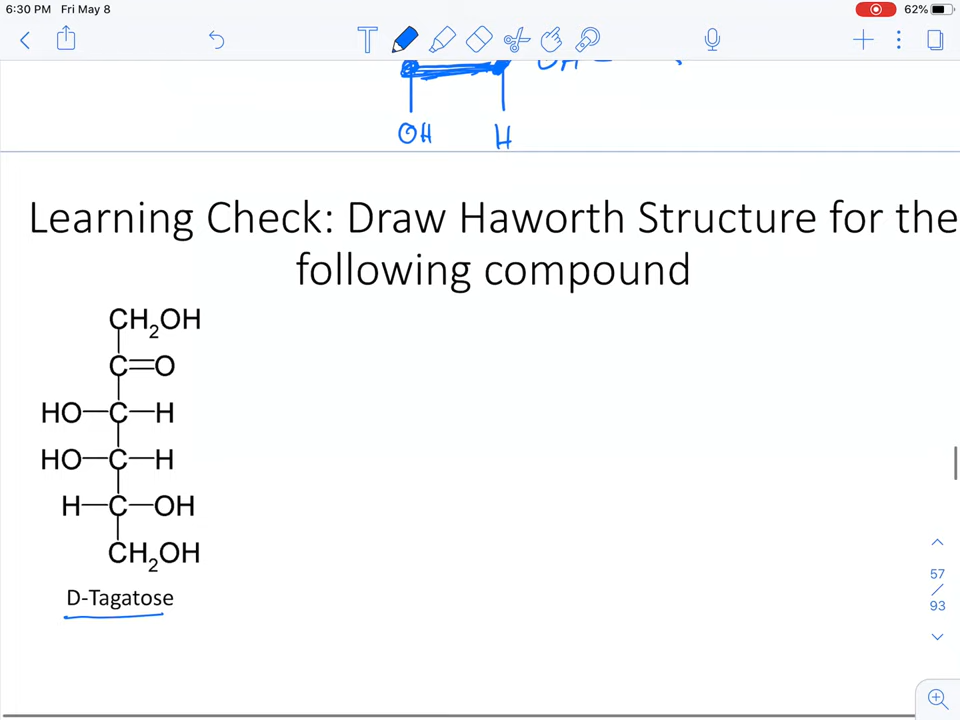 6:30 PM Fri May 8
62%
T
OH
OH H
Learning Check: Draw Haworth Structure for the
following compound
CH2OH
C=O
HO-C-H
HO-C-H
H-C-OH
CH2OH
D-Tagatose
57
/
93